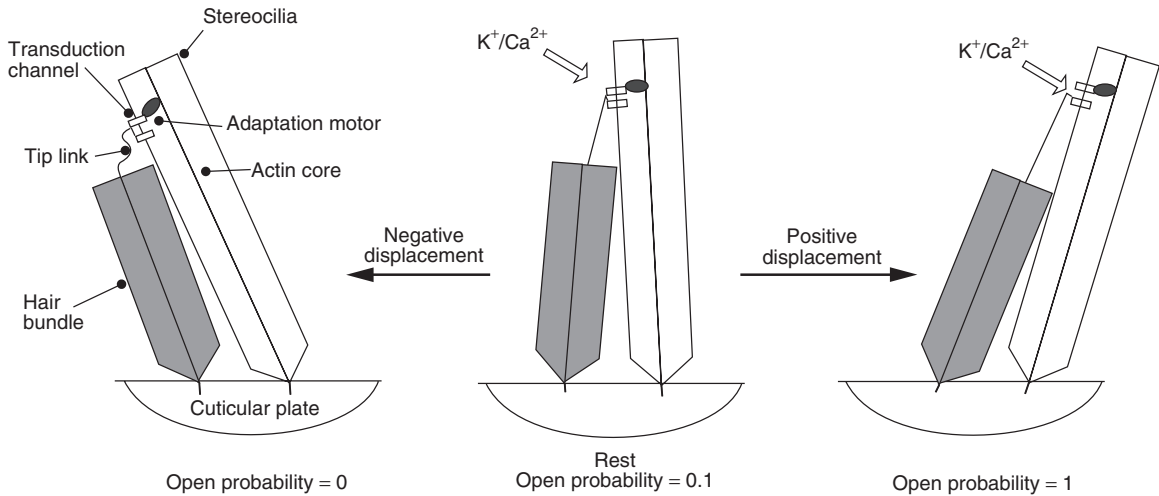 Stereocilia
Transduction
channel
Adaptation motor
Tip link
Actin core
Hair
bundle
Cuticular plate
Open probability = 0
Negative
displacement
K⁺/Ca²⁺
Rest
Open probability = 0.1
Positive
displacement
K⁺/Ca²⁺
Open probability = 1